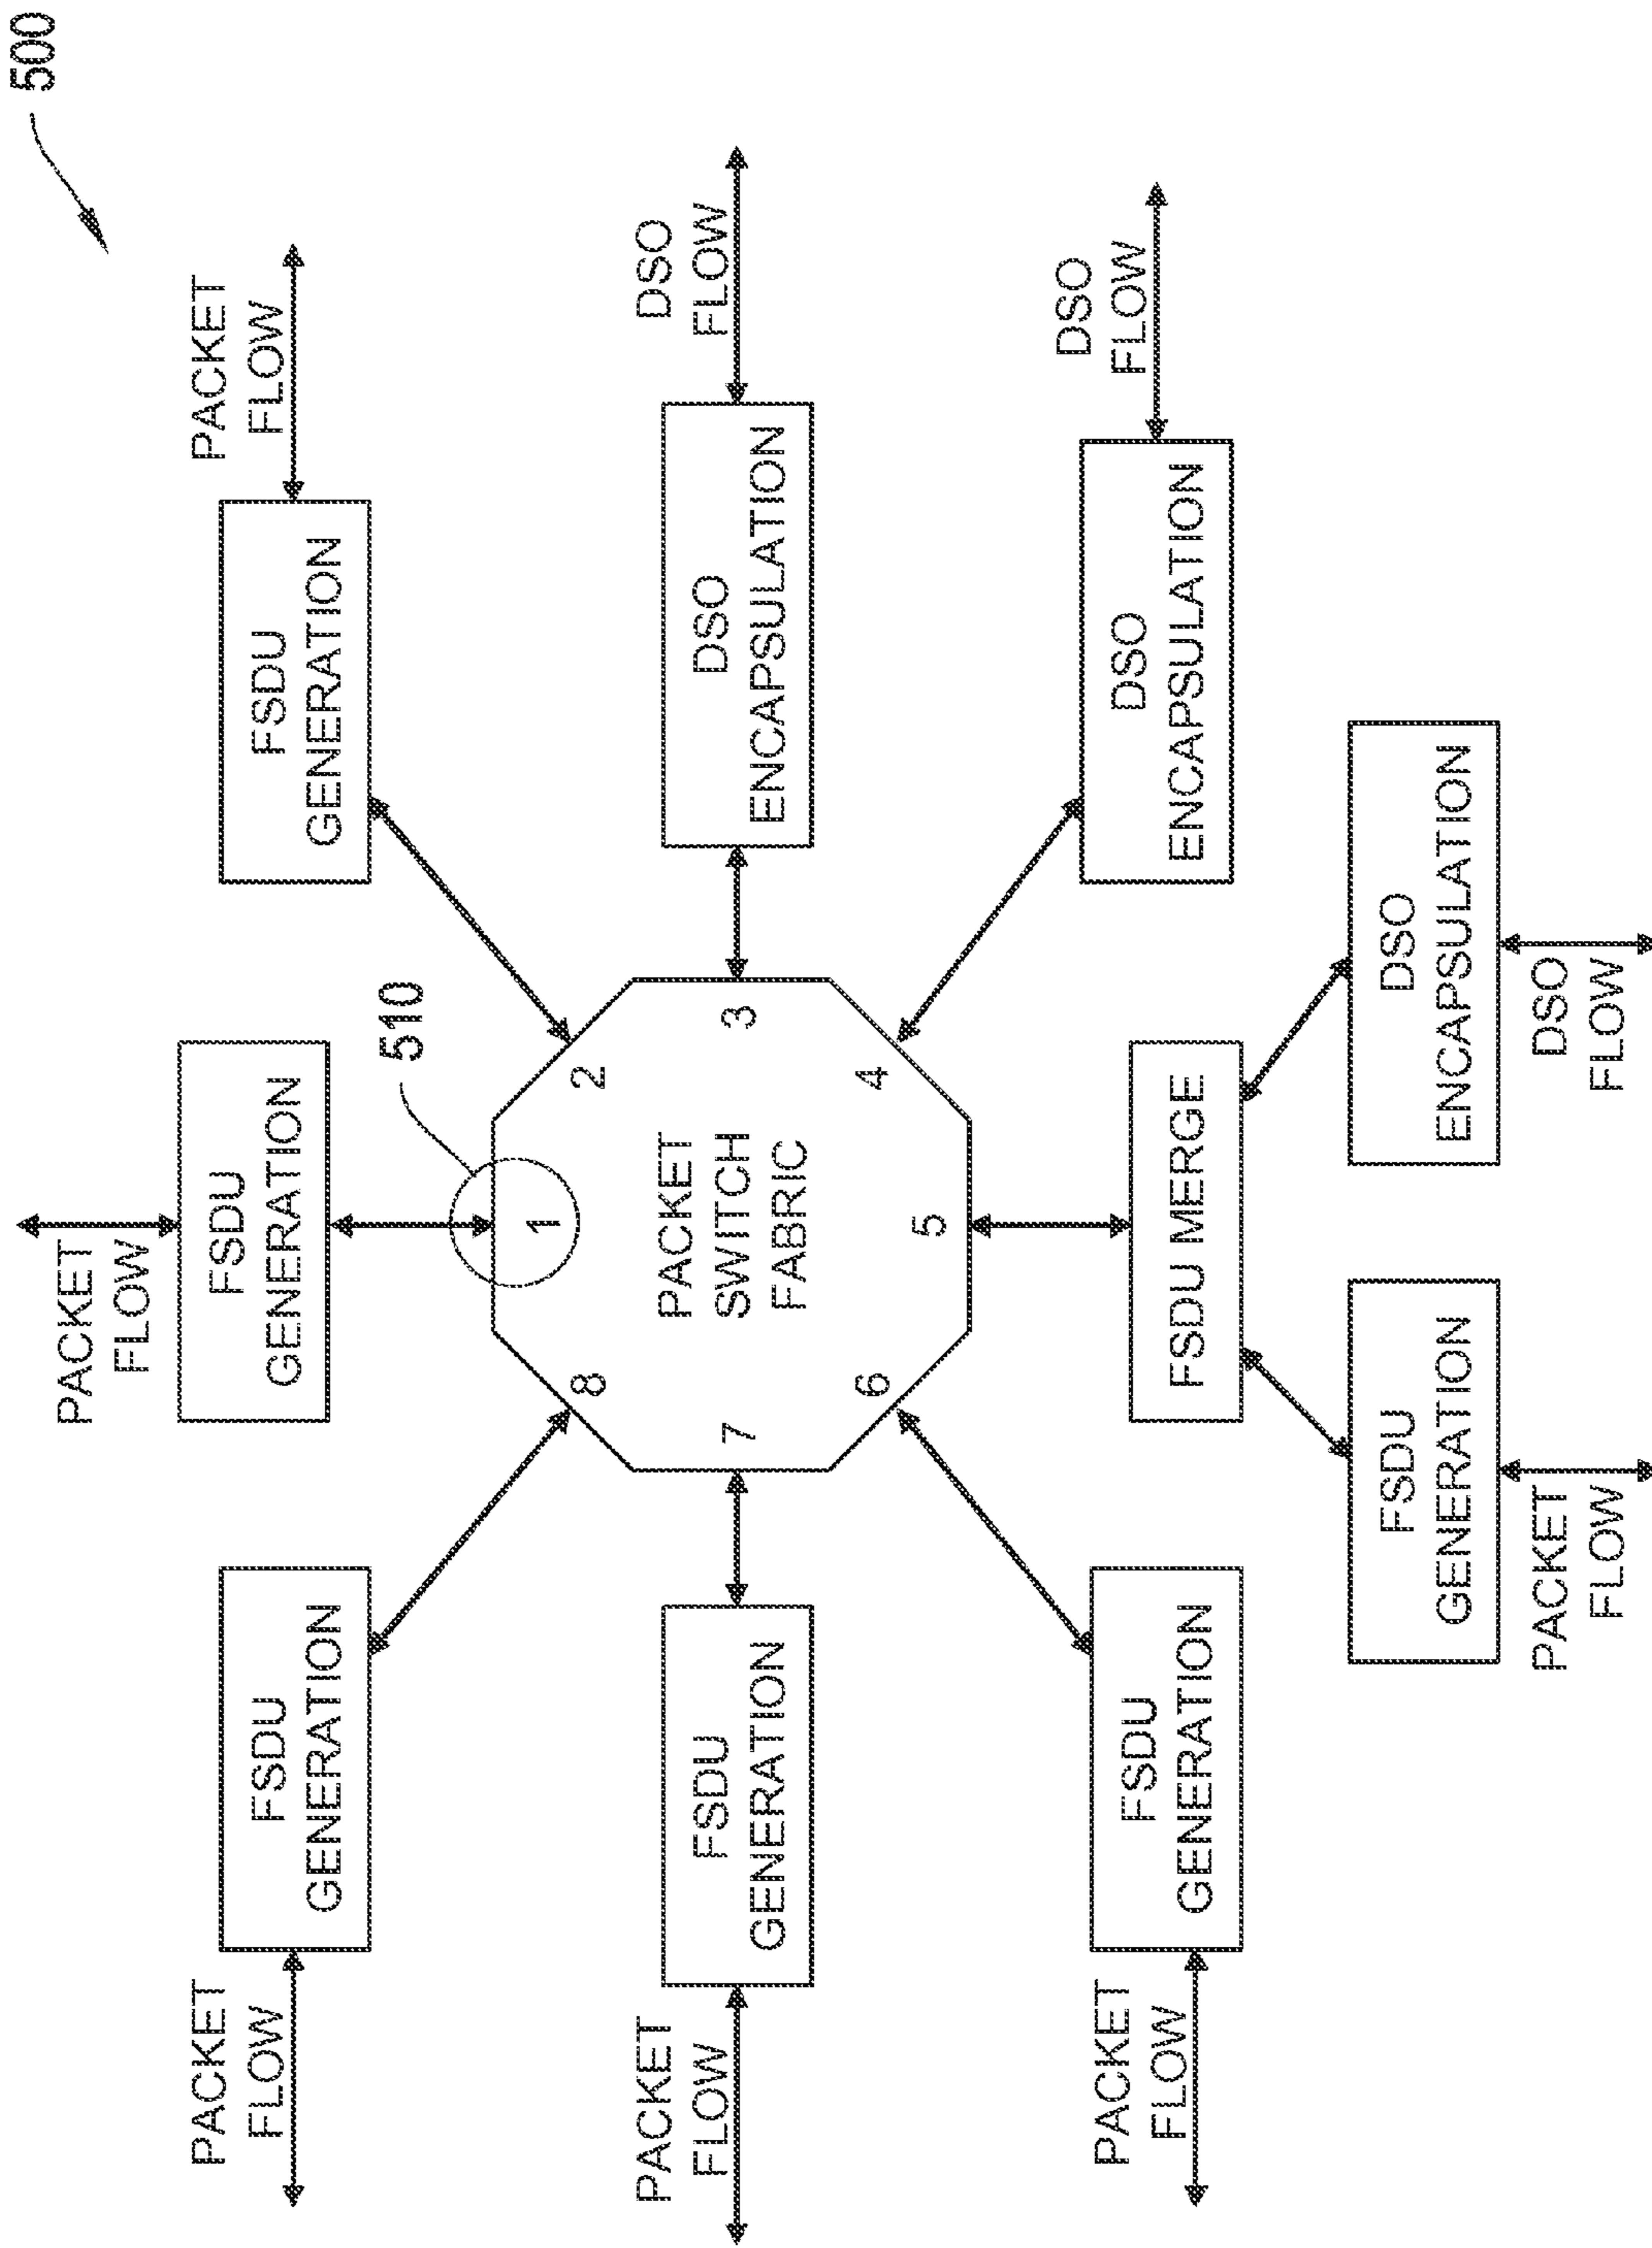 500
PACKET
FLOW
FSDU
GENERATION
PACKET
FLOW
FSDU
GENERATION
FSDU
GENERATION
PACKET
FLOW
510
1
8
2
PACKET
FLOW
FSDU
GENERATION
7
PACKET
SWITCH
FABRIC
3
DSO
ENCAPSULATION
DSO
FLOW
6
4
5
PACKET
FLOW
FSDU
GENERATION
FSDU MERGE
DSO
ENCAPSULATION
DSO
FLOW
FSDU
GENERATION
DSO
ENCAPSULATION
PACKET
FLOW
DSO
FLOW